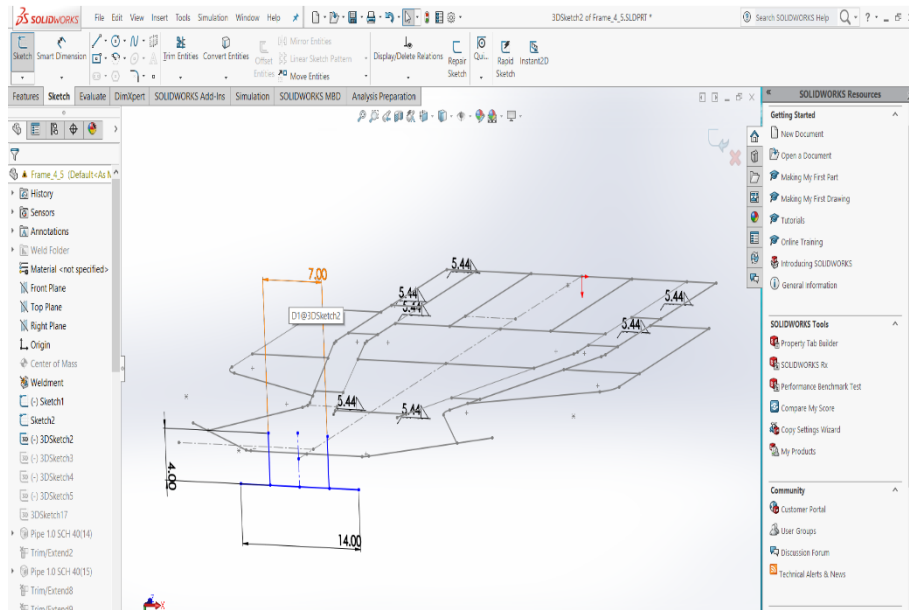 SOLIDWORKS
File Edit View Insert Tools Simulation Window Help
3DSketch2 of Frame_4_5.SLDPRT *
Search SOLIDWORKS Help
Sketch
Smart Dimension
Trim Entities
Convert Entities
Offset Entities
Mirror Entities
Linear Sketch Pattern
Move Entities
Display/Delete Relations
Repair Sketch
Qui...
Rapid Sketch
Instant2D
Features Sketch Evaluate DimXpert SOLIDWORKS Add-Ins Simulation SOLIDWORKS MBD Analysis Preparation
Frame_4_5 (Default<As M
History
Sensors
Annotations
Weld Folder
Material <not specified>
Front Plane
Top Plane
Right Plane
Origin
Center of Mass
Weldment
(-) Sketch1
Sketch2
(-) 3DSketch2
(-) 3DSketch3
(-) 3DSketch4
(-) 3DSketch5
3DSketch17
Pipe 1.0 SCH 40(14)
Trim/Extend2
Pipe 1.0 SCH 40(15)
Trim/Extend8
Trim/Extend9
7.00
D1@3DSketch2
5.44
5.44
5.44
5.44
5.44
5.44
5.44
4.00
14.00
X
SOLIDWORKS Resources
Getting Started
New Document
Open a Document
Making My First Part
Making My First Drawing
Tutorials
Online Training
Introducing SOLIDWORKS
General Information
SOLIDWORKS Tools
Property Tab Builder
SOLIDWORKS Rx
Performance Benchmark Test
Compare My Score
Copy Settings Wizard
My Products
Community
Customer Portal
User Groups
Discussion Forum
Technical Alerts & News